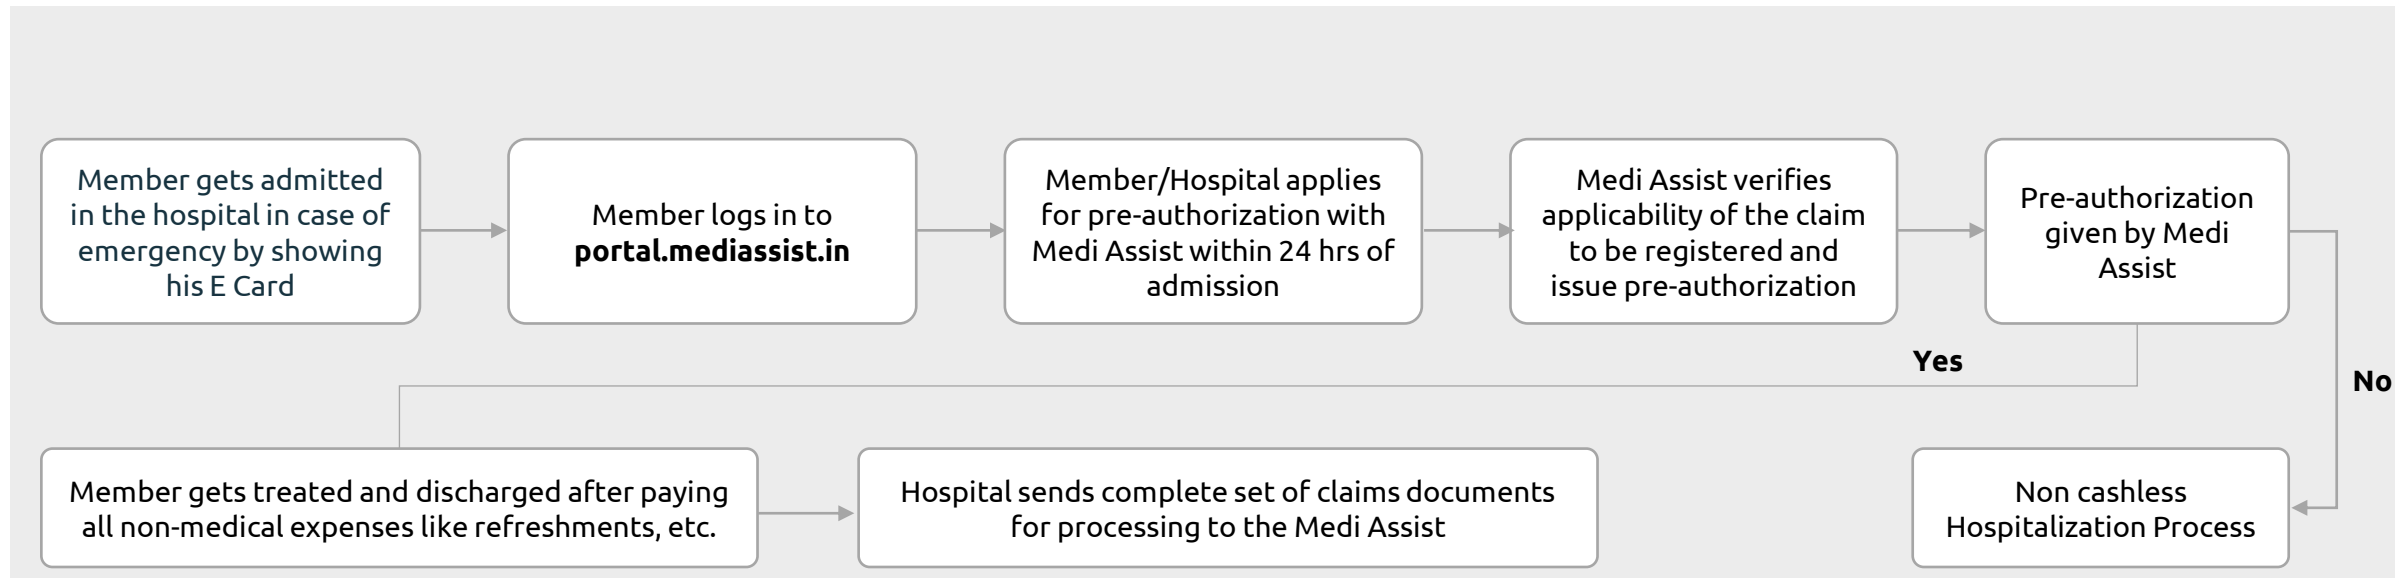 Member gets admitted
in the hospital in case of
emergency by showing
his E Card
Member logs in to
portal.mediassist.in
Member/Hospital applies
for pre-authorization with
Medi Assist within 24 hrs of
admission
Medi Assist verifies
applicability of the claim
to be registered and
issue pre-authorization
Pre-authorization
given by Medi
Assist
Yes
No
Member gets treated and discharged after paying
all non-medical expenses like refreshments, etc.
Hospital sends complete set of claims documents
for processing to the Medi Assist
Non cashless
Hospitalization Process